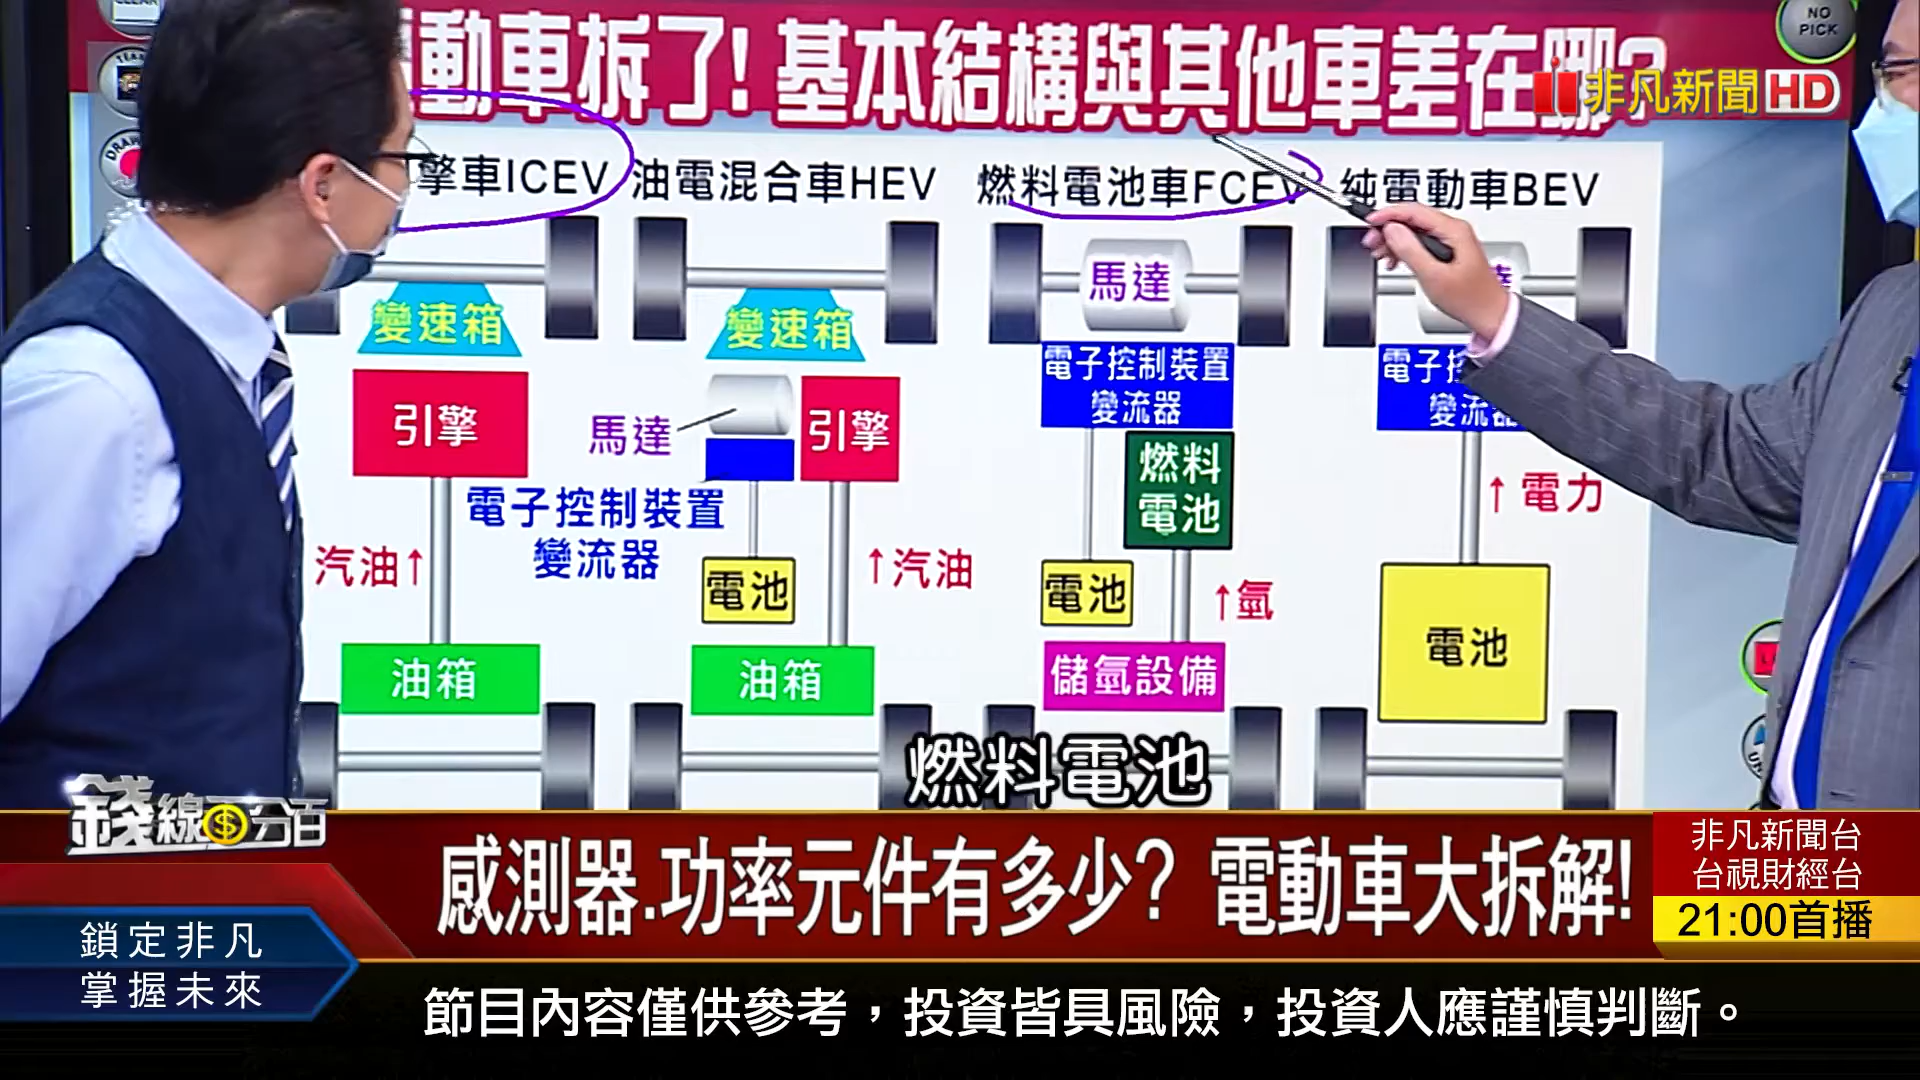 電動車拆了!基本結構與其他車差在哪?
非凡新聞HD
NO
PICK
擎車ICEV
油電混合車HEV
燃料電池車FCEV
純電動車BEV
變速箱
引擎
汽油↑
油箱
變速箱
馬達
引擎
電子控制裝置
變流器
電池
↑汽油
油箱
馬達
電子控制裝置
變流器
燃料
電池
電池
↑氫
儲氫設備
達
電子控
變流器
↑電力
電池
燃料電池
錢線百分百
感測器.功率元件有多少? 電動車大拆解!
非凡新聞台
台視財經台
21:00首播
鎖定非凡
掌握未來
節目內容僅供參考，投資皆具風險，投資人應謹慎判斷。